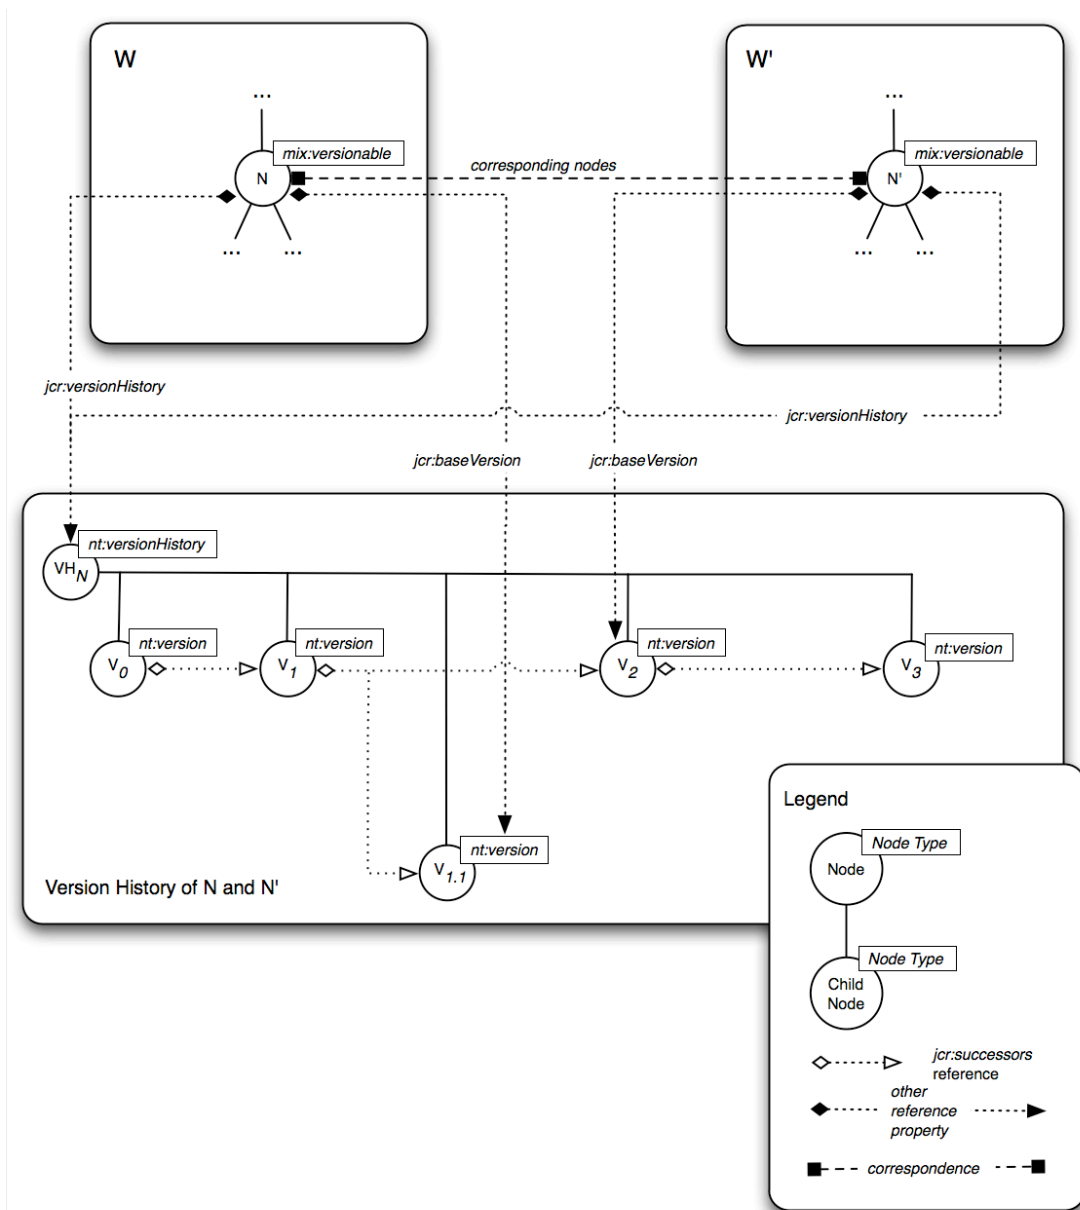 W
W'
...
...
mix:versionable
mix:versionable
corresponding nodes
N
N'
...
...
...
...
jcr:versionHistory
jcr:versionHistory
jcr:baseVersion
jcr:baseVersion
nt:versionHistory
VHN
nt:version
nt:version
nt:version
nt:version
V0
V1
V2
V3
nt:version
V1.1
Version History of N and N'
Legend
Node Type
Node
Node Type
Child
Node
jcr:successors
reference
other
reference
property
correspondence